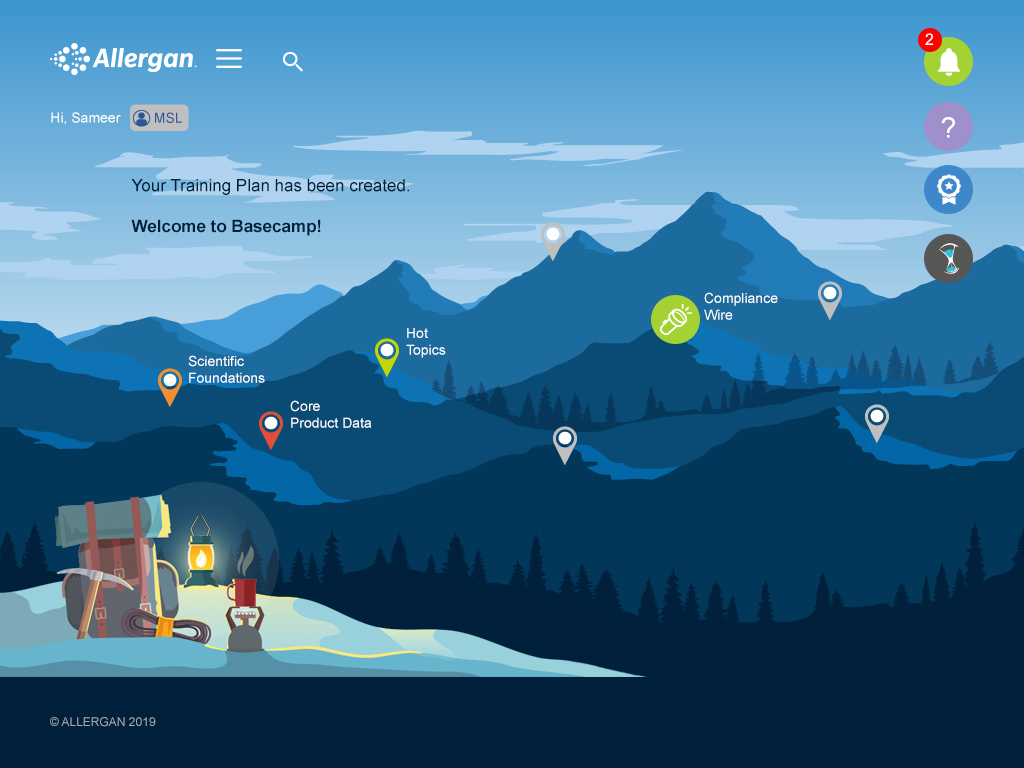 Allergan
2
Hi, Sameer MSL
?
Your Training Plan has been created.
Welcome to Basecamp!
Compliance
Wire
Hot
Topics
Scientific
Foundations
Core
Product Data
© ALLERGAN 2019